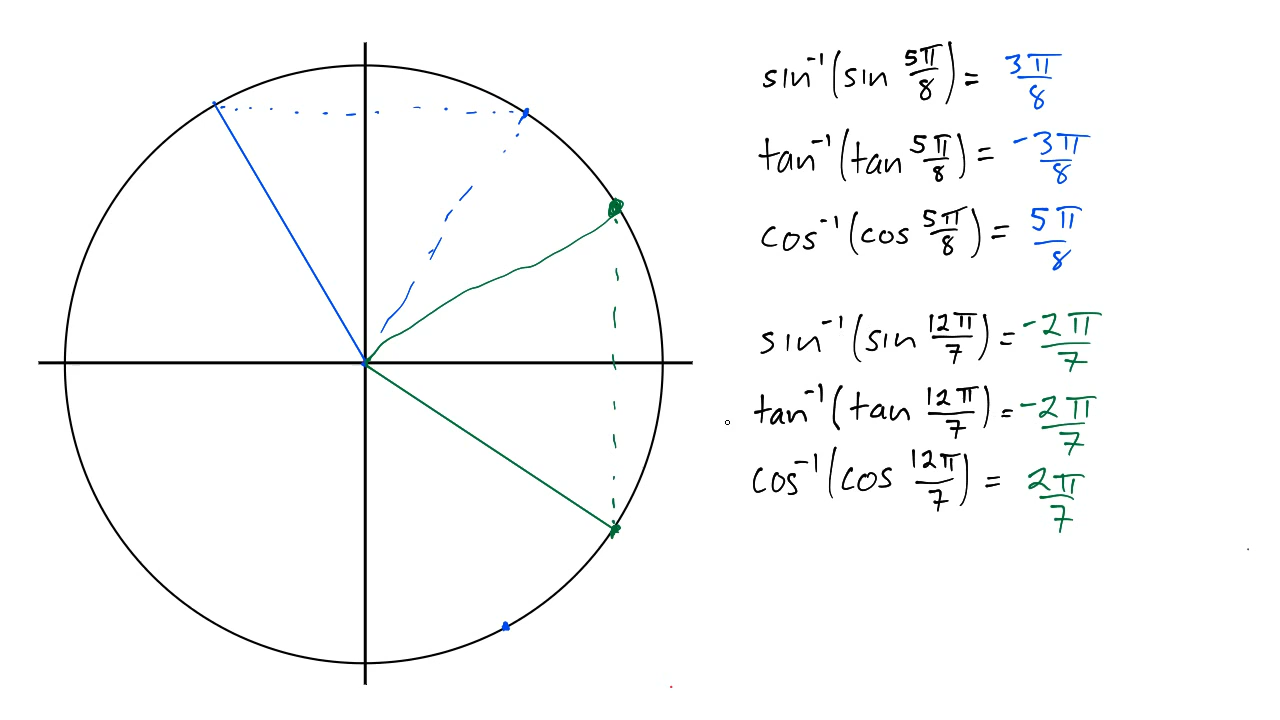 sin⁻¹(sin 5π/8) = 3π/8
tan⁻¹(tan 5π/8) = -3π/8
cos⁻¹(cos 5π/8) = 5π/8
sin⁻¹(sin 12π/7) = -2π/7
tan⁻¹(tan 12π/7) = -2π/7
cos⁻¹(cos 12π/7) = 2π/7